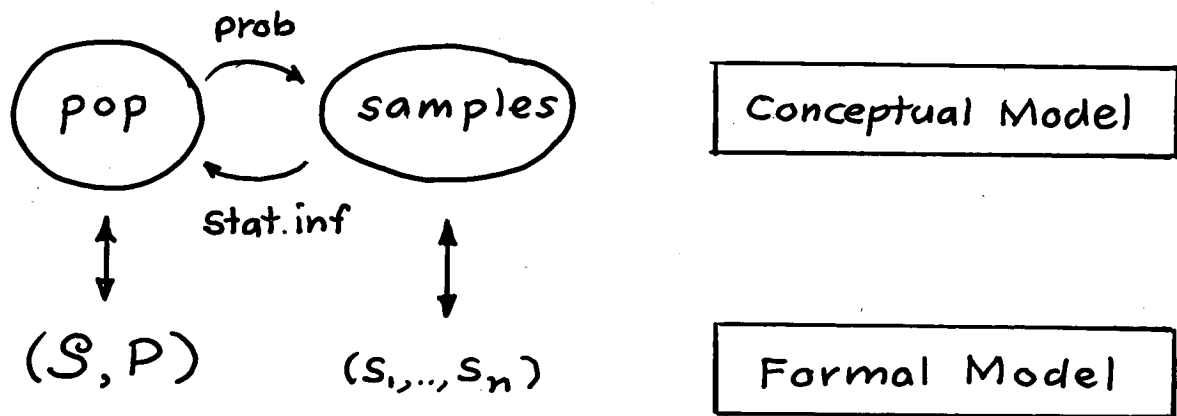 prob
pop
samples
Conceptual Model
Stat.inf
(S, P)
(S₁,..,Sₙ)
Formal Model